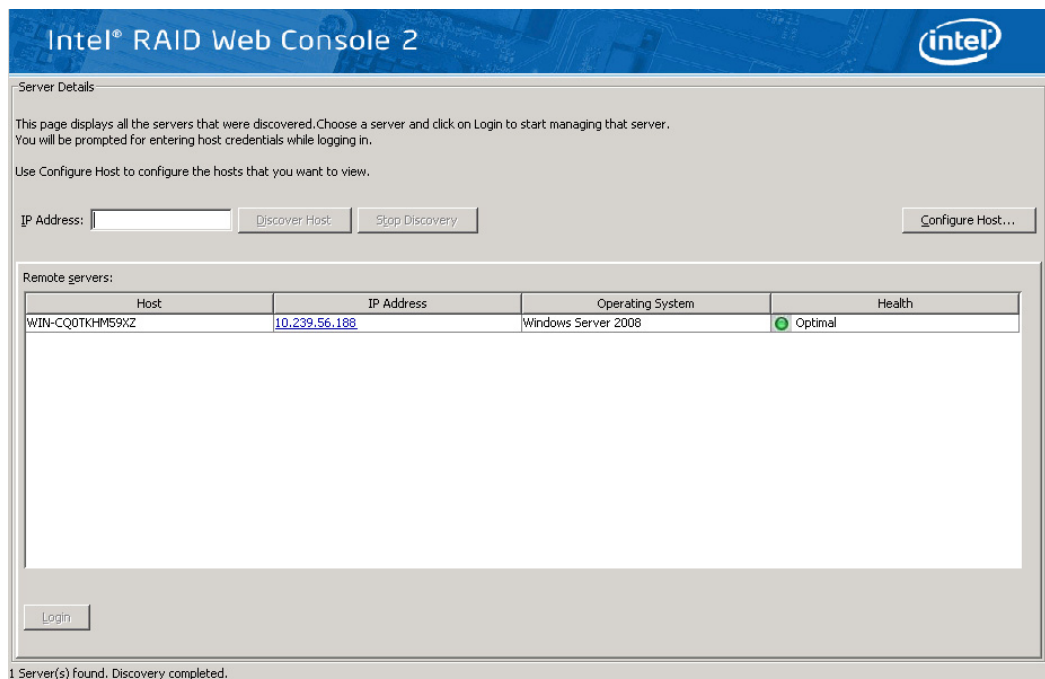 Intel® RAID Web Console 2
intel
Server Details
This page displays all the servers that were discovered.Choose a server and click on Login to start managing that server.
You will be prompted for entering host credentials while logging in.
Use Configure Host to configure the hosts that you want to view.
IP Address: Discover Host Stop Discovery Configure Host...
Remote servers:
Host IP Address Operating System Health
WIN-CQ0TKHM59XZ 10.239.56.188 Windows Server 2008 Optimal
Login
1 Server(s) found. Discovery completed.